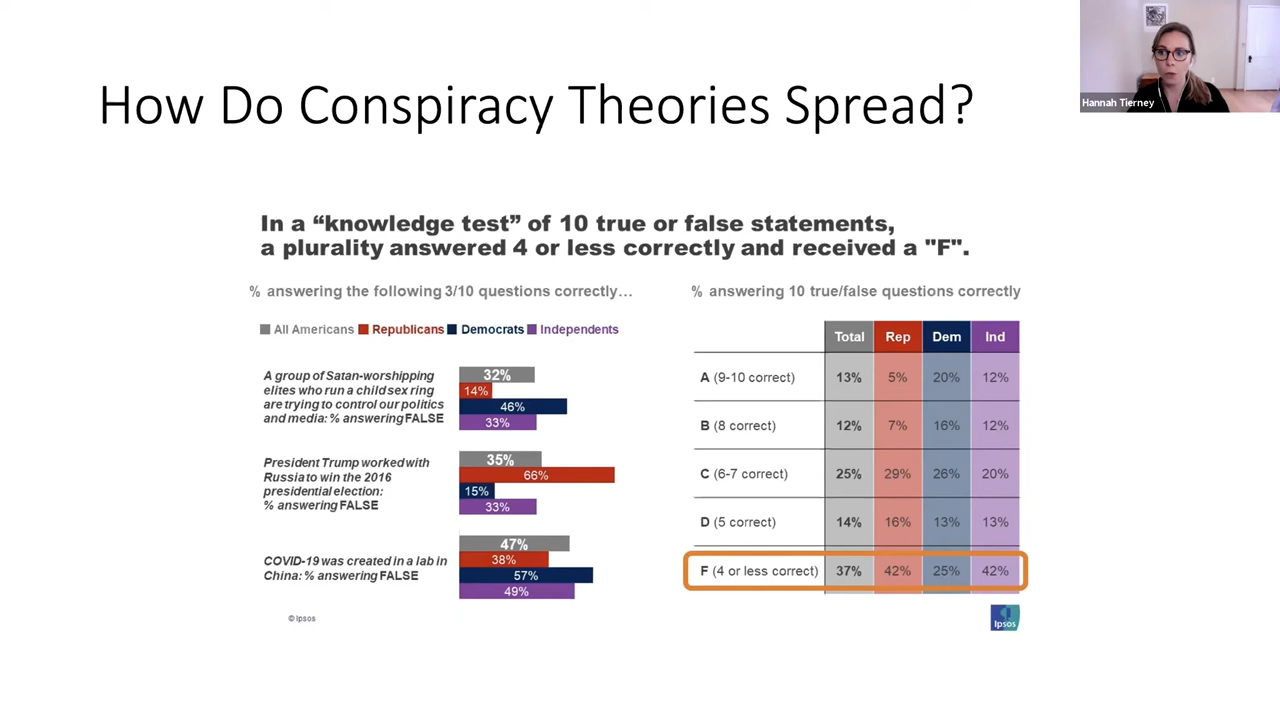 How Do Conspiracy Theories Spread?
Hannah Tierney
In a “knowledge test” of 10 true or false statements,
a plurality answered 4 or less correctly and received a "F".
% answering the following 3/10 questions correctly…
All Americans Republicans Democrats Independents
A group of Satan-worshipping
elites who run a child sex ring
are trying to control our politics
and media: % answering FALSE
32%
14%
46%
33%
President Trump worked with
Russia to win the 2016
presidential election:
% answering FALSE
35%
66%
15%
33%
COVID-19 was created in a lab in
China: % answering FALSE
47%
38%
57%
49%
© Ipsos
% answering 10 true/false questions correctly
Total Rep Dem Ind
A (9-10 correct) 13% 5% 20% 12%
B (8 correct) 12% 7% 16% 12%
C (6-7 correct) 25% 29% 26% 20%
D (5 correct) 14% 16% 13% 13%
F (4 or less correct) 37% 42% 25% 42%
Ipsos